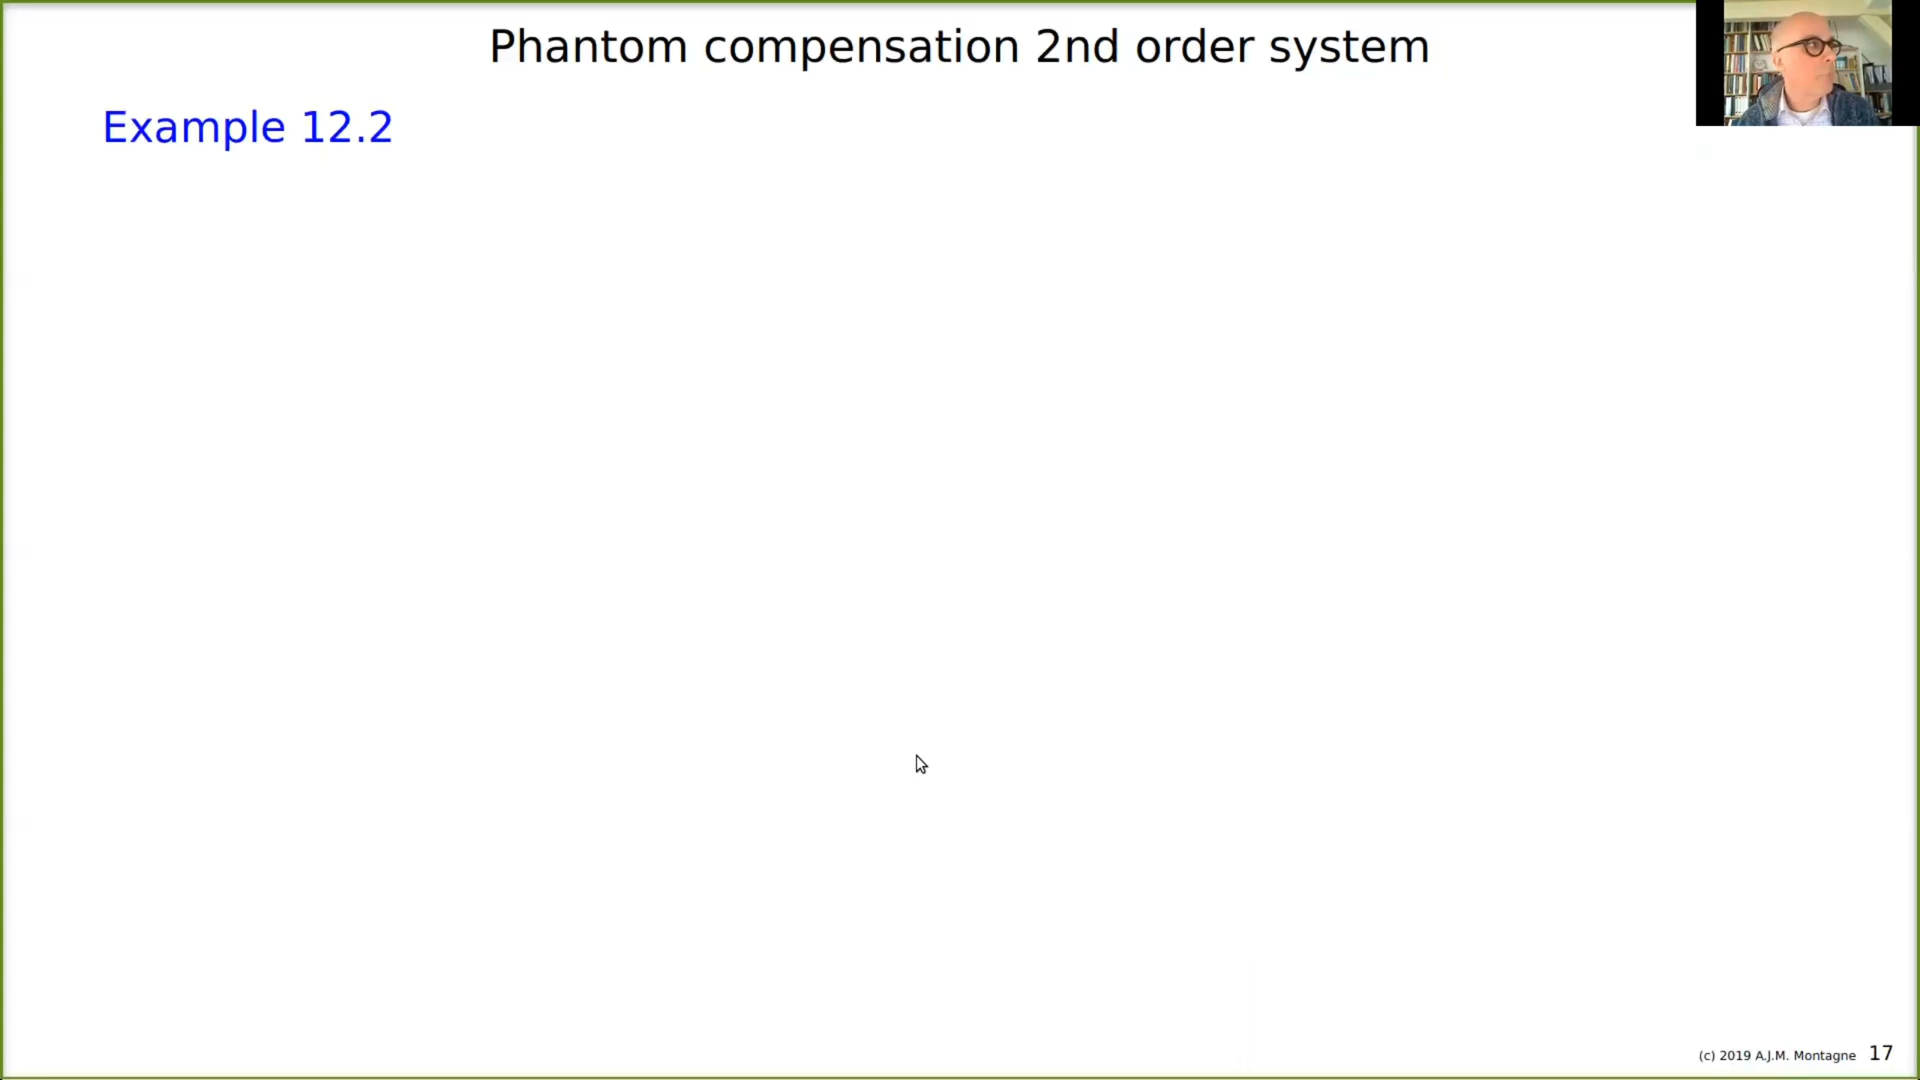 Phantom compensation 2nd order system
Example 12.2
(c) 2019 A.J.M. Montagne 17